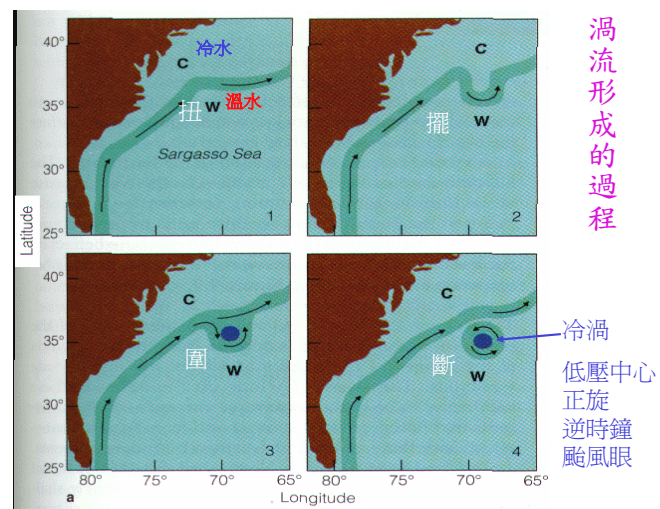 渦流形成的過程
40°
35°
30°
25°
冷水
C
扭
W
溫水
Sargasso Sea
1
C
擺
W
2
Latitude
40°
35°
30°
25°
C
圍
W
3
C
斷
W
4
冷渦
低壓中心
正旋
逆時鐘
颱風眼
80°
75°
70°
65°
80°
75°
70°
65°
a
Longitude